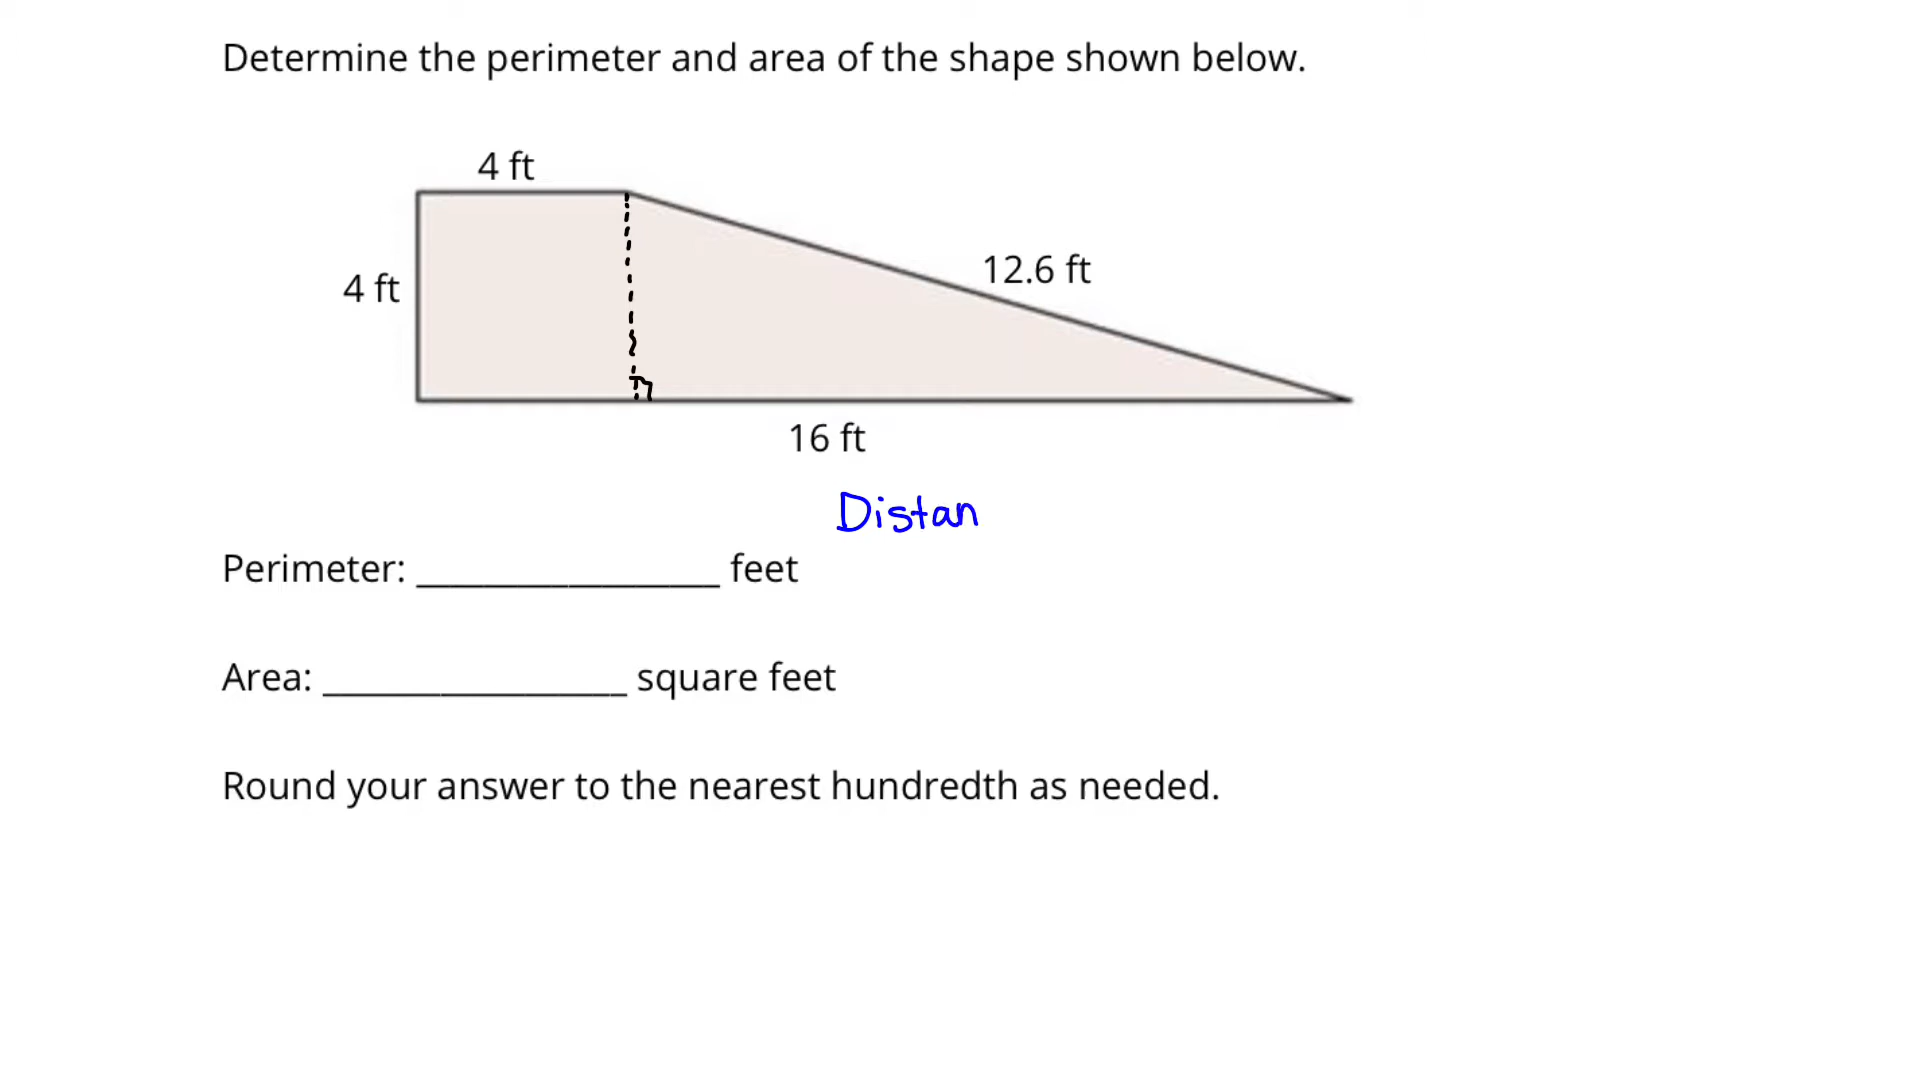 Determine the perimeter and area of the shape shown below.
4 ft
4 ft
12.6 ft
16 ft
Distan
Perimeter: ________________ feet
Area: ________________ square feet
Round your answer to the nearest hundredth as needed.